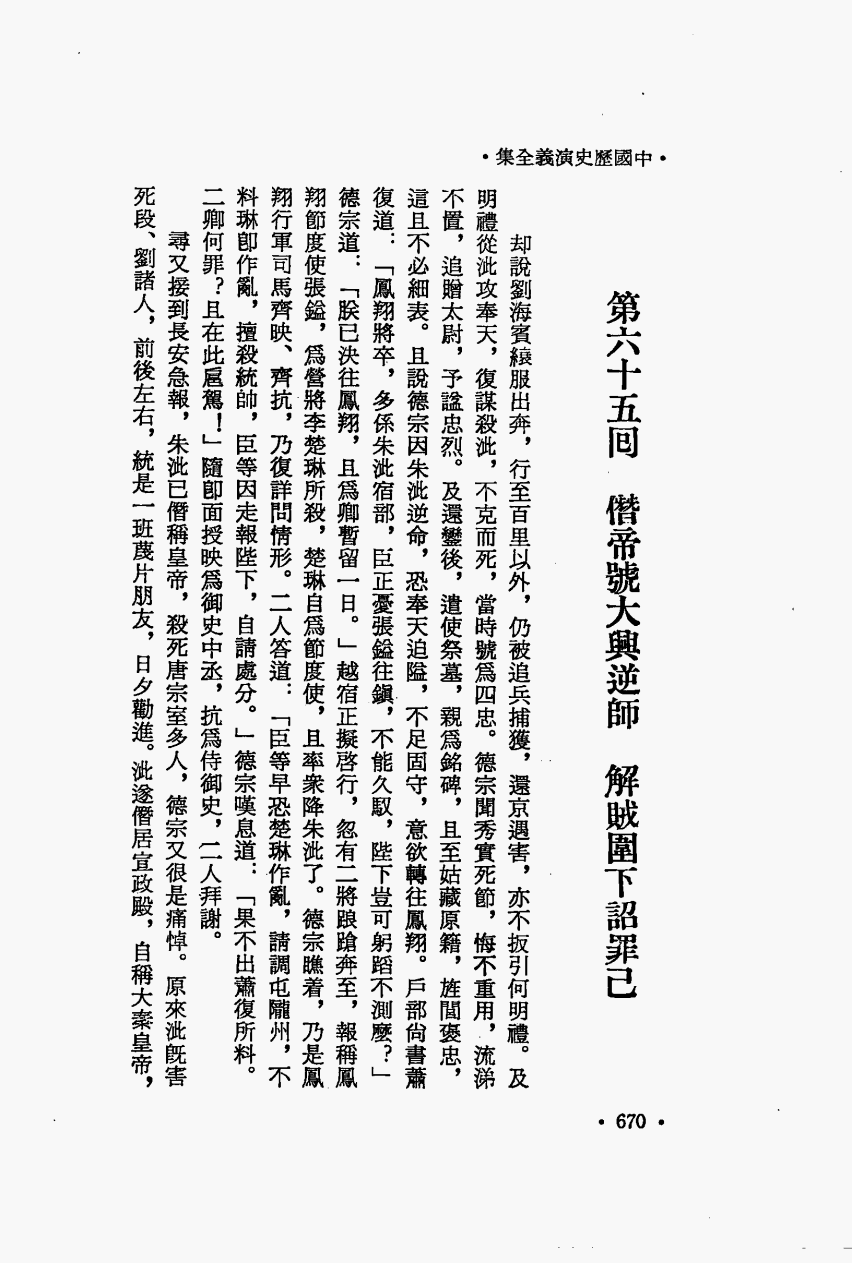 •中國歷史演義全集•
第六十五回　僭帝號大興逆師　解賊圍下詔罪己
却說劉海賓縗服出奔，行至百里以外，仍被追兵捕獲，還京遇害，亦不扳引何明禮。及
明禮從泚攻奉天，復謀殺泚，不克而死，當時號爲四忠。德宗聞秀實死節，悔不重用，流涕
不置，追贈太尉，予諡忠烈。及還鑾後，遣使祭墓，親爲銘碑，且至姑藏原籍，旌閭褒忠，
這且不必細表。且說德宗因朱泚逆命，恐奉天迫隘，不足固守，意欲轉往鳳翔。戶部尙書蕭
復道：「鳳翔將卒，多係朱泚宿部，臣正憂張鎰往鎭，不能久馭，陛下豈可躬蹈不測麼？」
德宗道：「朕已決往鳳翔，且爲卿暫留一日。」越宿正擬啓行，忽有二將踉蹌奔至，報稱鳳
翔節度使張鎰，爲營將李楚琳所殺，楚琳自爲節度使，且率衆降朱泚了。德宗瞧着，乃是鳳
翔行軍司馬齊映、齊抗，乃復詳問情形。二人答道：「臣等早恐楚琳作亂，請調屯隴州，不
料琳卽作亂，擅殺統帥，臣等因走報陛下，自請處分。」德宗嘆息道：「果不出蕭復所料。
二卿何罪？且在此扈駕！」隨卽面授映爲御史中丞，抗爲侍御史，二人拜謝。
尋又接到長安急報，朱泚已僭稱皇帝，殺死唐宗室多人，德宗又很是痛悼。原來泚旣害
死段、劉諸人，前後左右，統是一班蔑片朋友，日夕勸進。泚遂僭居宣政殿，自稱大秦皇帝，
•670•